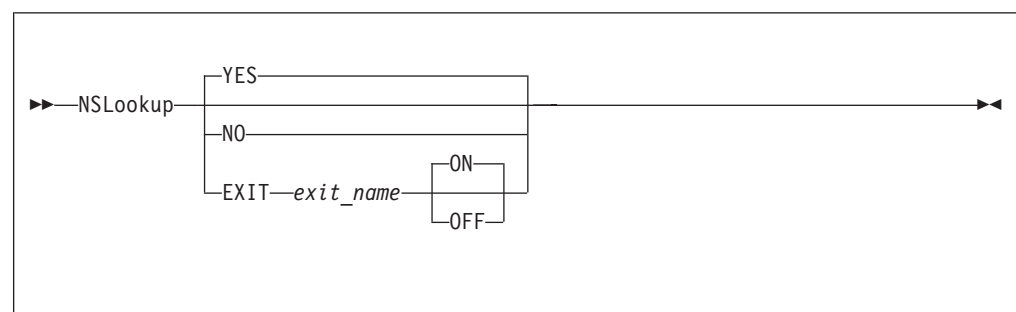 YES
NSLookup
NO
ON
EXIT exit_name
OFF